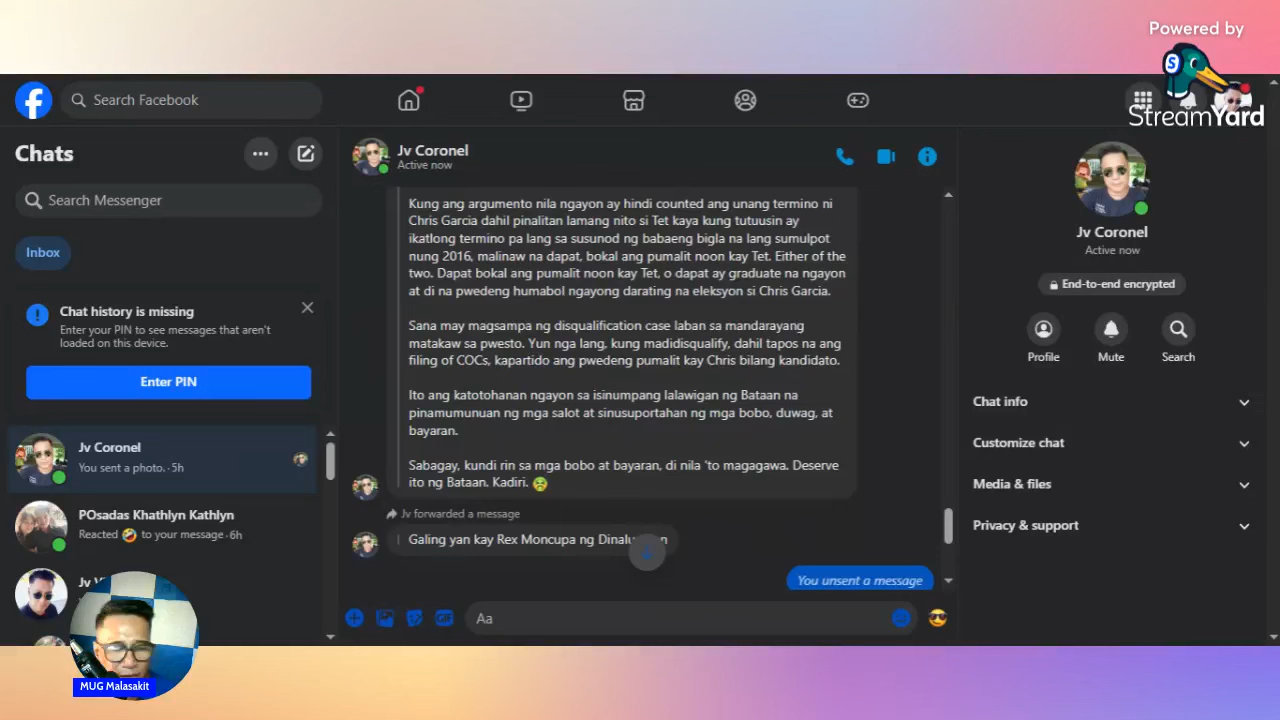 Powered by
StreamYard
Search Facebook
Chats
Search Messenger
Inbox
Chat history is missing
Enter your PIN to see messages that aren't
loaded on this device.
Enter PIN
Jv Coronel
You sent a photo. · 5h
POsadas Khathlyn Kathlyn
Reacted 🤣 to your message · 6h
Jv
MUG Malasakit
Jv Coronel
Active now
Kung ang argumento nila ngayon ay hindi counted ang unang termino ni
Chris Garcia dahil pinalitan lamang nito si Tet kaya kung tutuusin ay
ikatlong termino pa lang sa susunod ng babaeng bigla na lang sumulpot
nung 2016, malinaw na dapat, bokal ang pumalit noon kay Tet. Either of the
two. Dapat bokal ang pumalit noon kay Tet, o dapat ay graduate na ngayon
at di na pwedeng humabol ngayong darating na eleksyon si Chris Garcia.
Sana may magsampa ng disqualification case laban sa mandarayang
matakaw sa pwesto. Yun nga lang, kung madidisqualify, dahil tapos na ang
filing of COCs, kapartido ang pwedeng pumalit kay Chris bilang kandidato.
Ito ang katotohanan ngayon sa isinumpang lalawigan ng Bataan na
pinamumunuan ng mga salot at sinusuportahan ng mga bobo, duwag, at
bayaran.
Sabagay, kundi rin sa mga bobo at bayaran, di nila 'to magagawa. Deserve
ito ng Bataan. Kadiri. 😠
Jv forwarded a message
Galing yan kay Rex Moncupa ng
You unsent a message
Aa
Jv Coronel
Active now
End-to-end encrypted
Profile
Mute
Search
Chat info
Customize chat
Media & files
Privacy & support